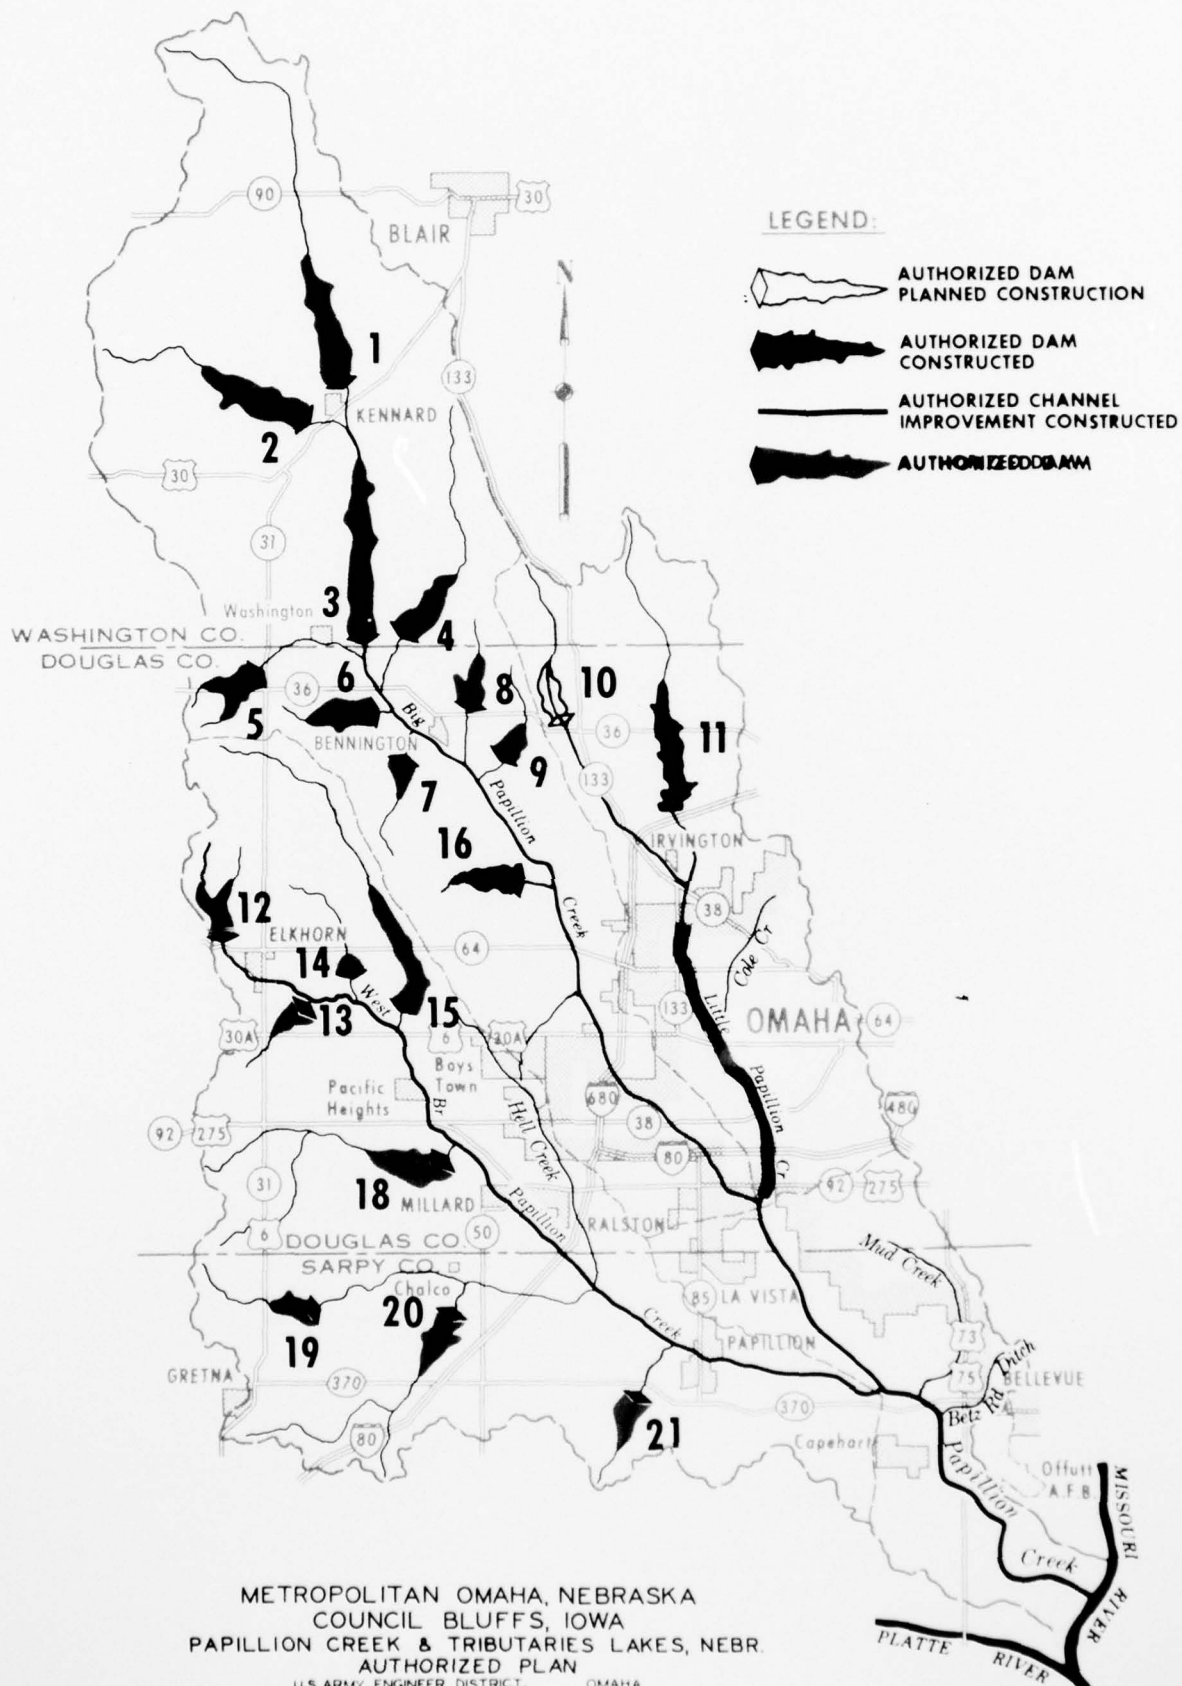 90
30
BLAIR
LEGEND:
N
AUTHORIZED DAM
PLANNED CONSTRUCTION
AUTHORIZED DAM
CONSTRUCTED
AUTHORIZED CHANNEL
IMPROVEMENT CONSTRUCTED
1
133
KENNARD
2
30
31
Washington
3
4
WASHINGTON CO.
DOUGLAS CO.
6
36
5
8
10
Big
BENNINGTON
36
11
9
7
133
Papillion
16
IRVINGTON
12
Creek
38
ELKHORN
64
Cole Cr
14
West
13
15
133
Little
OMAHA
64
30A
6
30A
Boys
Town
Pacific
Heights
Br
Hell Creek
680
Papillion
480
92
275
38
80
Cr
18
31
MILLARD
Papillion
92
275
RALSTON
6
50
DOUGLAS CO.
SARPY CO.
Mud Creek
Chalco
20
85
LA VISTA
19
Creek
PAPILLION
73
Ditch
GRETNA
370
75
BELLEVUE
Betz Rd
370
21
80
Capehart
Papillion
Offutt
A.F.B.
MISSOURI
Creek
RIVER
PLATTE
RIVER
METROPOLITAN OMAHA, NEBRASKA
COUNCIL BLUFFS, IOWA
PAPILLION CREEK & TRIBUTARIES LAKES, NEBR.
AUTHORIZED PLAN
U.S. ARMY ENGINEER DISTRICT, OMAHA